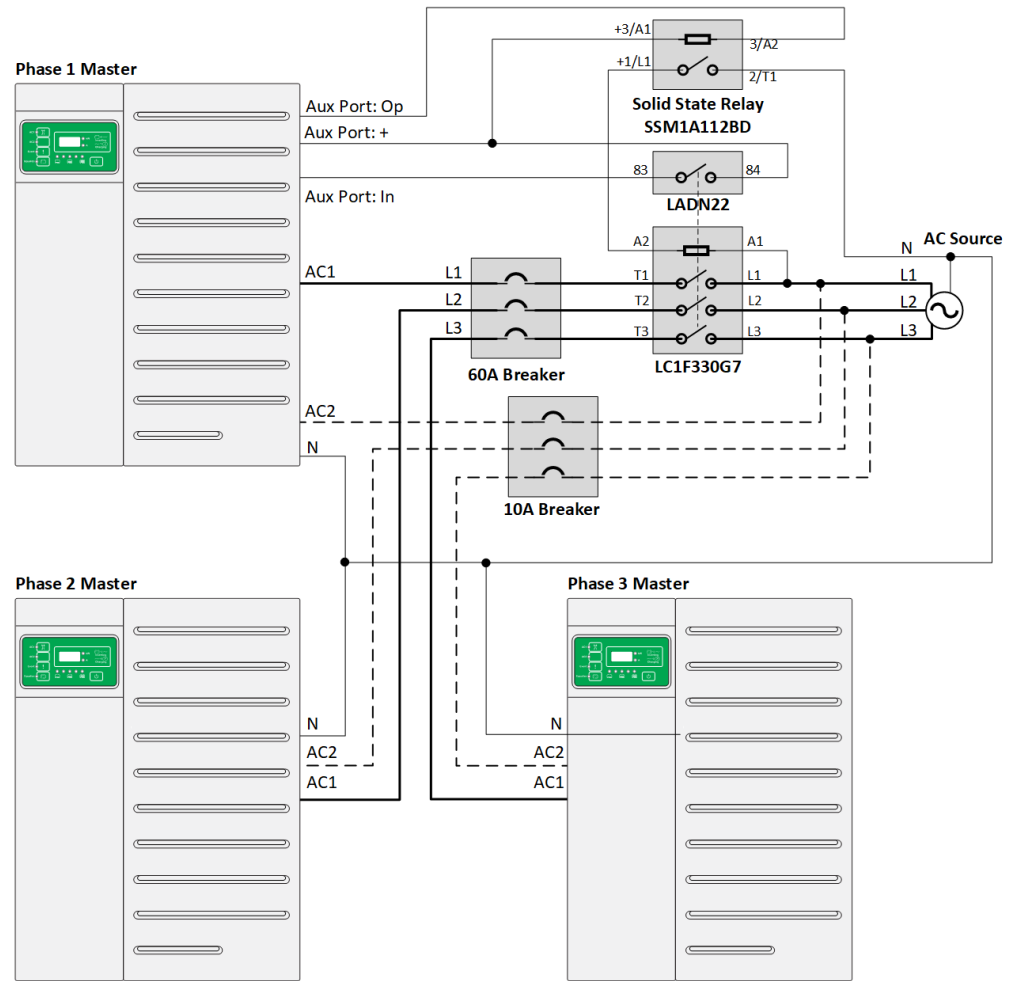 +3/A1
3/A2
+1/L1
2/T1
Solid State Relay
SSM1A112BD
Phase 1 Master
Aux Port: Op
Aux Port: +
Aux Port: In
83
84
LADN22
A2
A1
N
AC Source
AC1
L1
T1
L1
L1
L2
T2
L2
L2
L3
T3
L3
L3
60A Breaker
LC1F330G7
AC2
N
10A Breaker
Phase 2 Master
Phase 3 Master
N
AC2
AC1
N
AC2
AC1